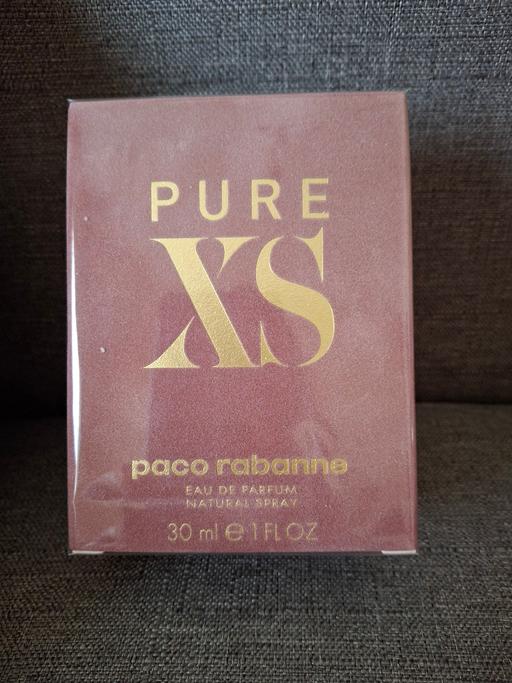 PURE
XS
paco rabanne
EAU DE PARFUM
NATURAL SPRAY
30 ml ℮ 1 FL OZ